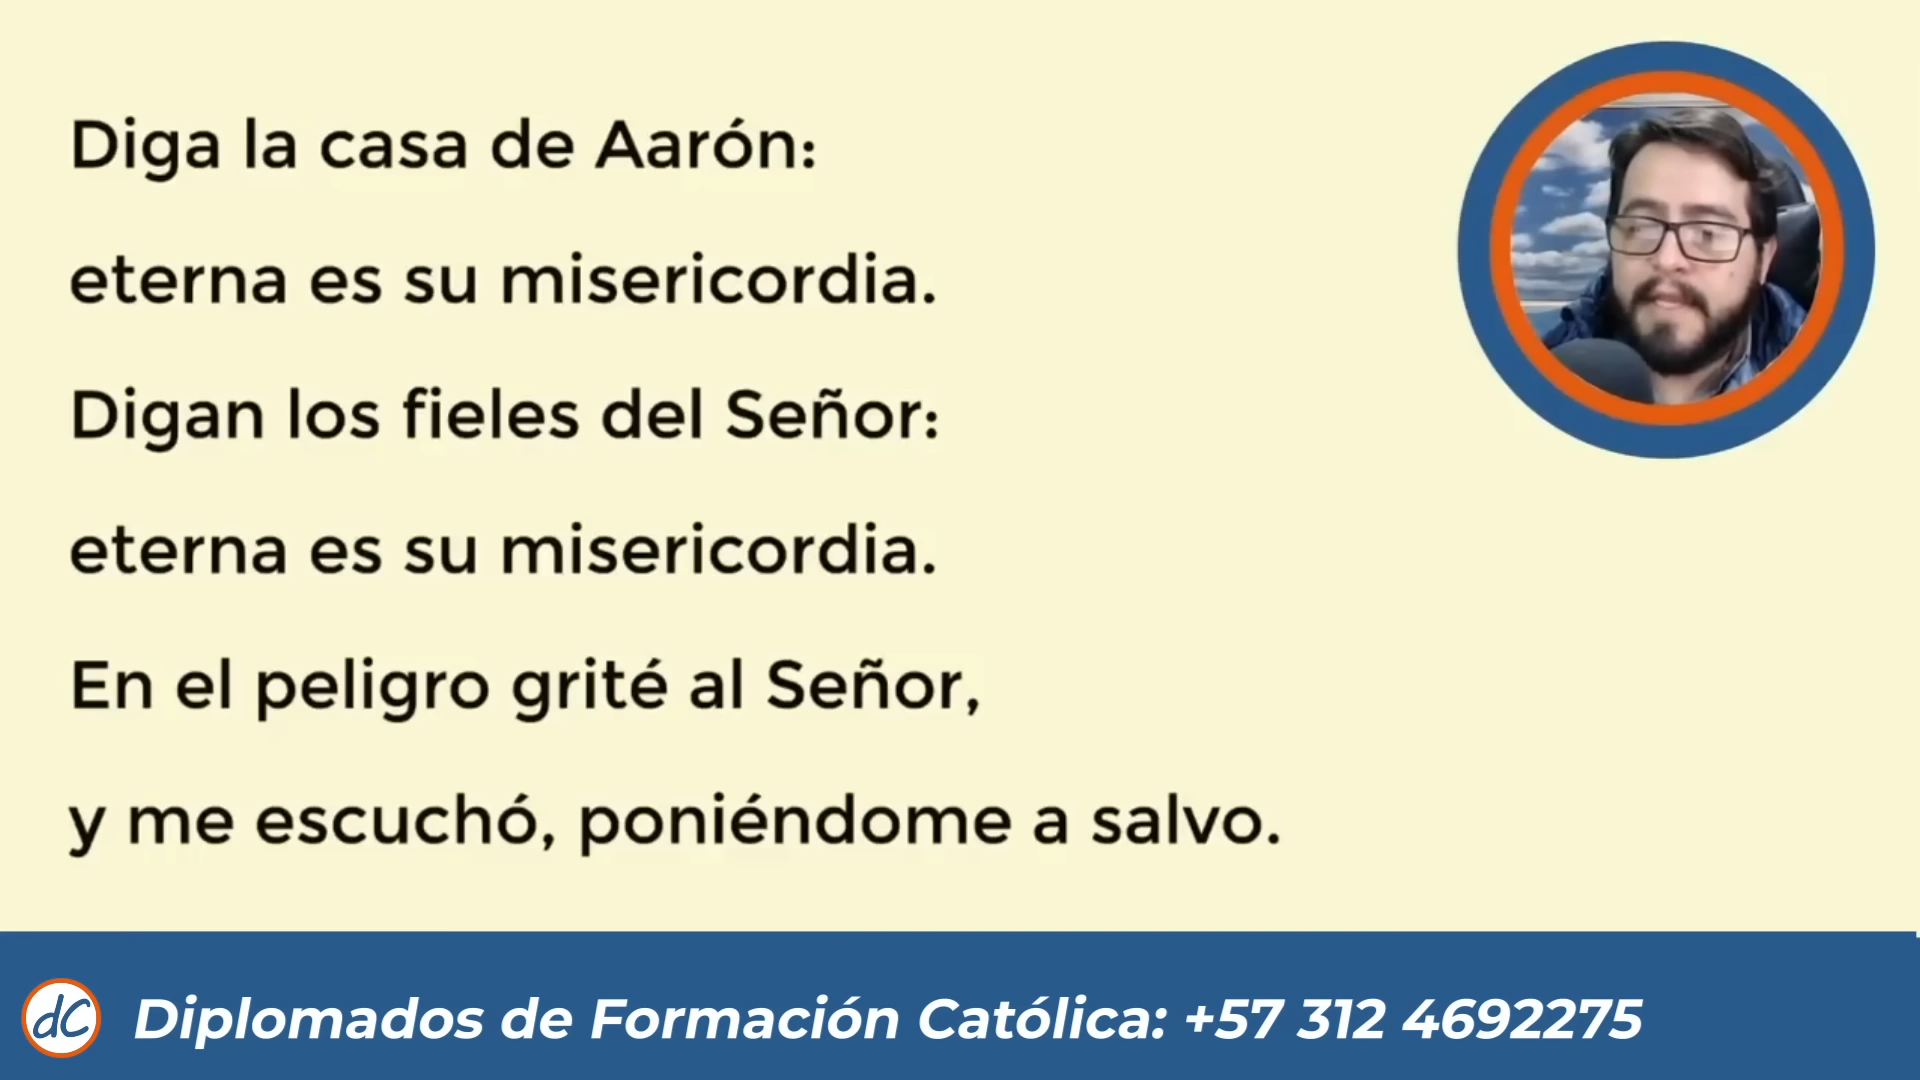 Diga la casa de Aarón:
eterna es su misericordia.
Digan los fieles del Señor:
eterna es su misericordia.
En el peligro grité al Señor,
y me escuchó, poniéndome a salvo.
dC Diplomados de Formación Católica: +57 312 4692275